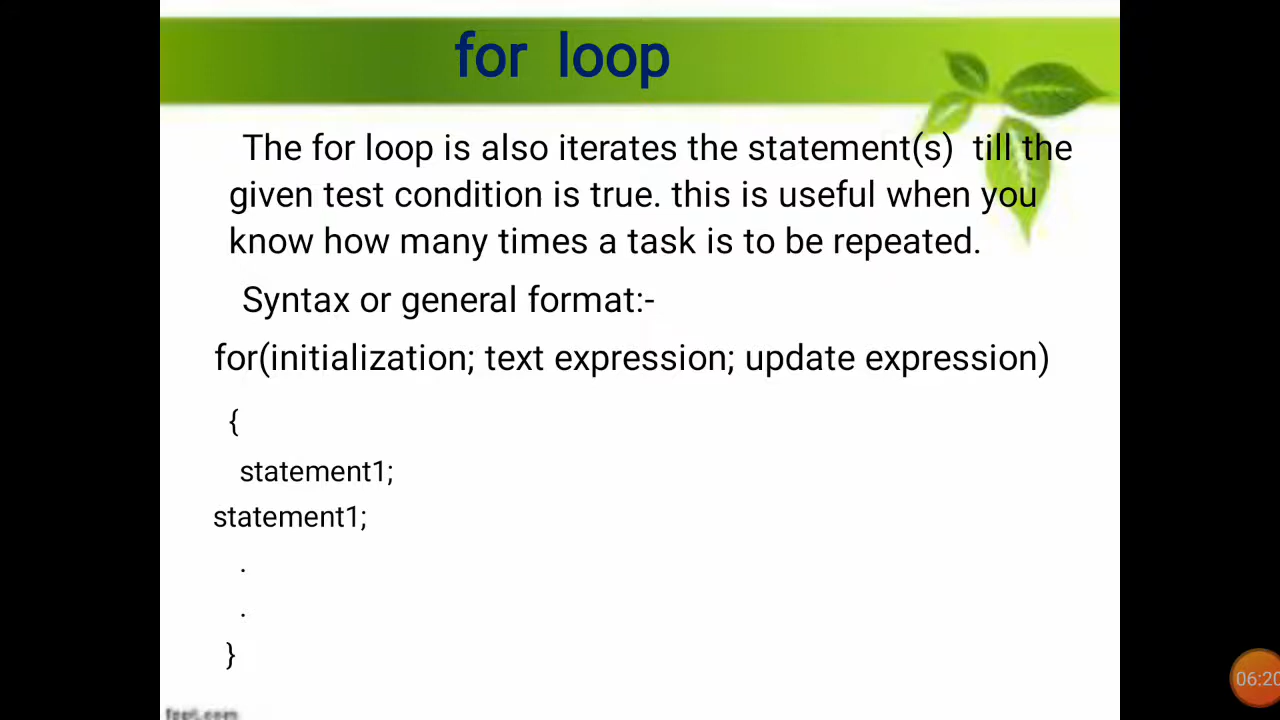 for loop
The for loop is also iterates the statement(s) till the
given test condition is true. this is useful when you
know how many times a task is to be repeated.
Syntax or general format:-
for(initialization; text expression; update expression)
{
statement1;
statement1;
.
.
}
06:20